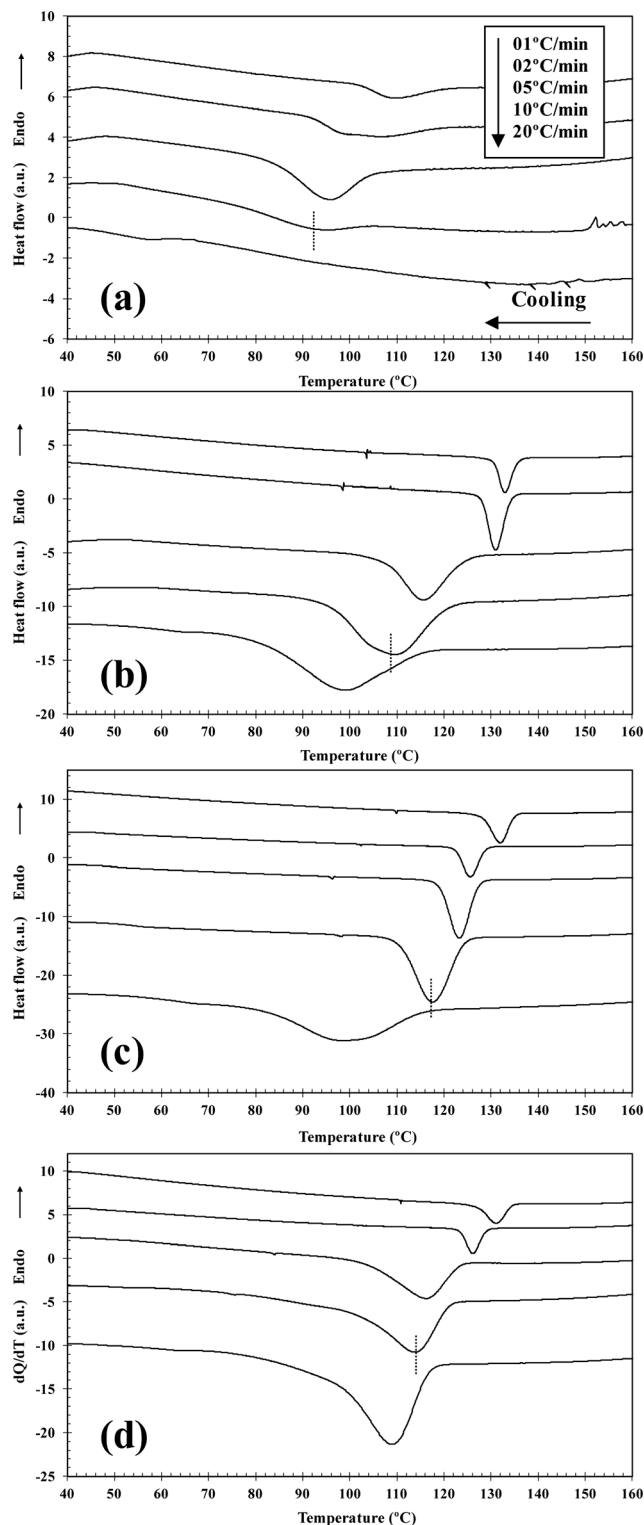 10
8
6
4
2
0
-2
-4
-6
Heat flow (a.u.) Endo
01ºC/min
02ºC/min
05ºC/min
10ºC/min
20ºC/min
(a)
Cooling
40 50 60 70 80 90 100 110 120 130 140 150 160
Temperature (ºC)
10
5
0
-5
-10
-15
-20
Heat flow (a.u.) Endo
(b)
40 50 60 70 80 90 100 110 120 130 140 150 160
Temperature (ºC)
10
0
-10
-20
-30
-40
Heat flow (a.u.) Endo
(c)
40 50 60 70 80 90 100 110 120 130 140 150 160
Temperature (ºC)
10
5
0
-5
-10
-15
-20
-25
dQ/dT (a.u.) Endo
(d)
40 50 60 70 80 90 100 110 120 130 140 150 160
Temperature (ºC)